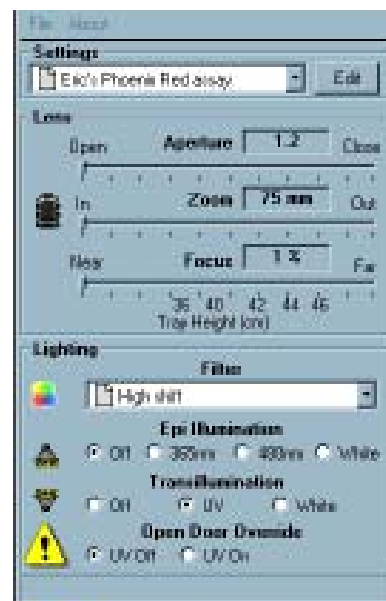 File About
Settings
Eric's Phoenix Red assay. Edit
Lens
Open Aperture 1.2 Close
In Zoom 75 mm Out
Near Focus 1 % Far
36 40 42 44 46
Tray Height (cm)
Lighting
Filter
High shift
Epi Illumination
Off 365nm 480nm White
Transillumination
Off UV White
Open Door Override
UV Off UV On